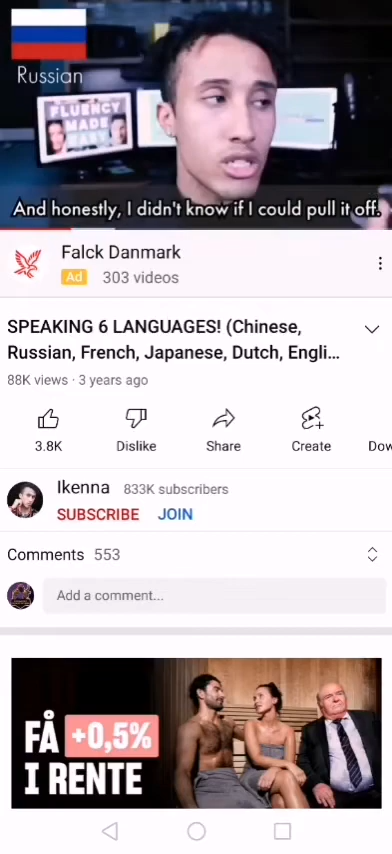 Russian
FLUENCY
MADE
EASY
And honestly, I didn't know if I could pull it off.
Falck Danmark
Ad 303 videos
SPEAKING 6 LANGUAGES! (Chinese,
Russian, French, Japanese, Dutch, Engli...
88K views · 3 years ago
3.8K Dislike Share Create Dow
Ikenna 833K subscribers
SUBSCRIBE JOIN
Comments 553
Add a comment...
FÅ +0,5%
I RENTE